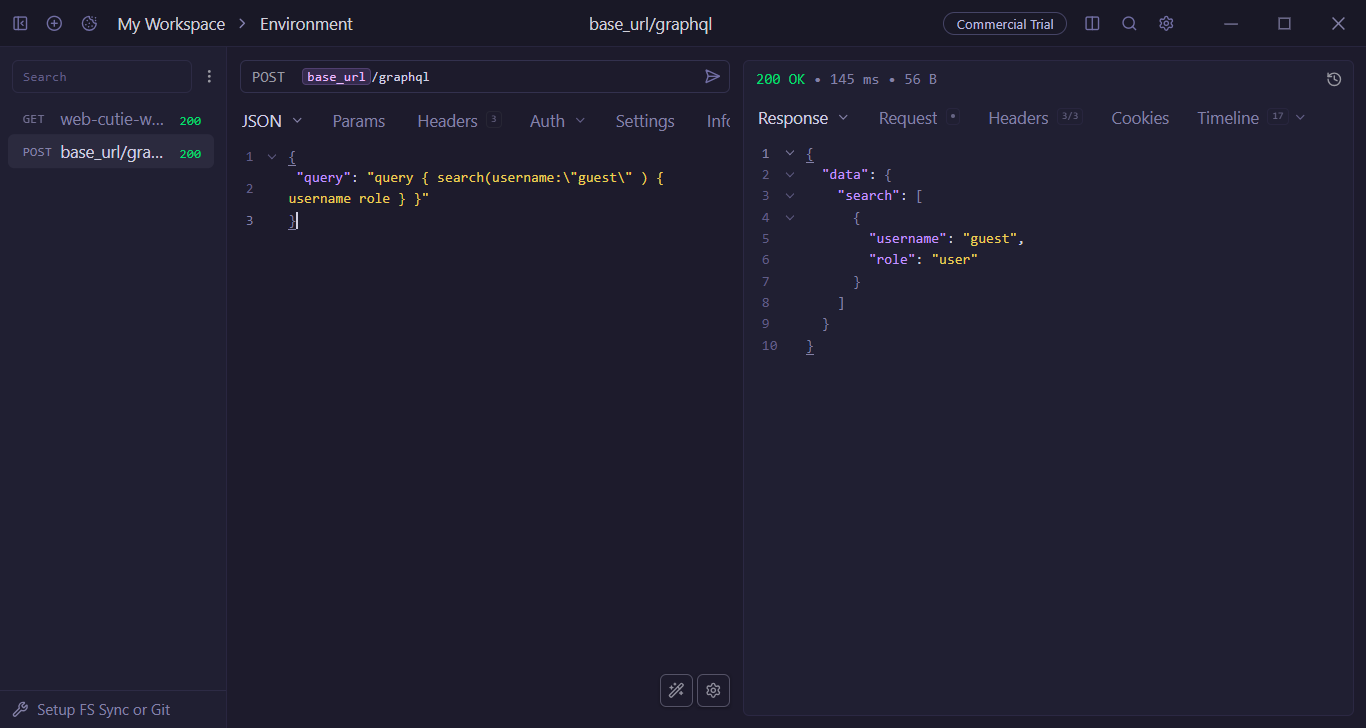 My Workspace > Environment
base_url/graphql
Commercial Trial
Search
GET web-cutie-w... 200
POST base_url/gra... 200
Setup FS Sync or Git
POST base_url/graphql
JSON Params Headers 3 Auth Settings Info
1 {
2 "query": "query { search(username:\"guest\" ) {
username role } }"
3 }
200 OK • 145 ms • 56 B
Response Request • Headers 3/3 Cookies Timeline 17
1 {
2 "data": {
3 "search": [
4 {
5 "username": "guest",
6 "role": "user"
7 }
8 ]
9 }
10 }